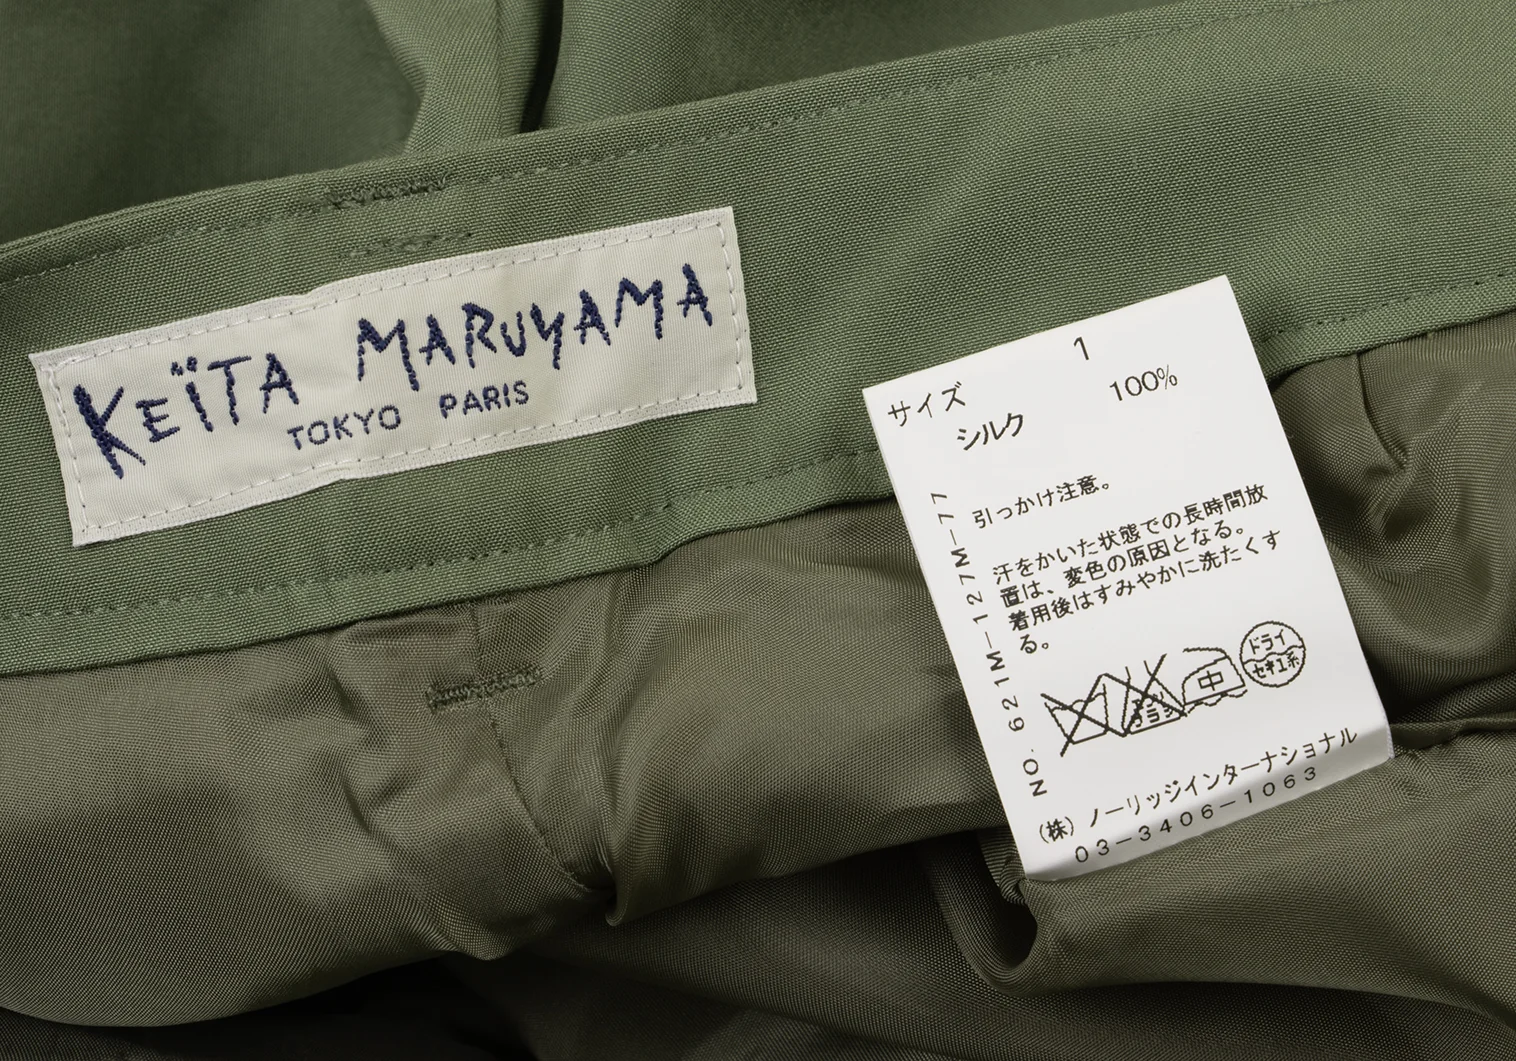 KEÏTA MARUYAMA
TOKYO PARIS
サイズ 1
シルク 100%
引っかけ注意。
汗をかいた状態での長時間放
置は、変色の原因となる。
着用後はすみやかに洗たくす
る。
NO. 621M-127M-77
中
ドライ
セキユ系
(株) ノーリッジインターナショナル
03-3406-1063